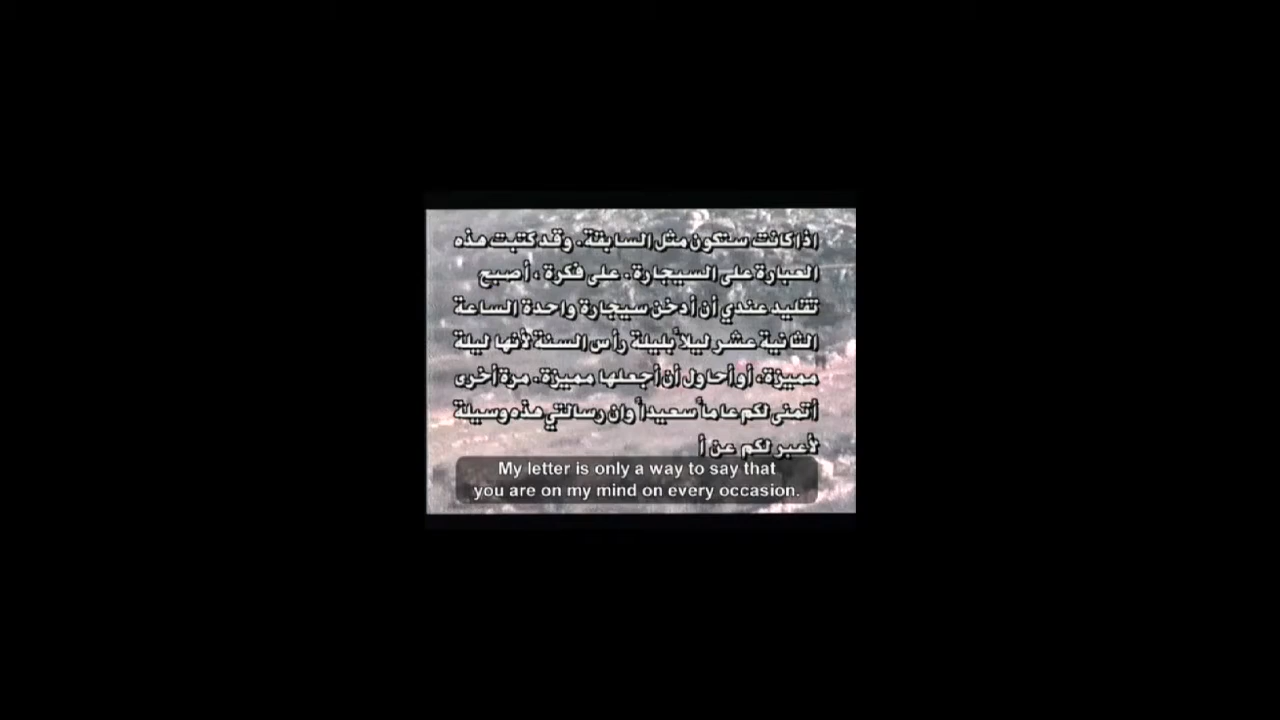 اذا كانت ستكون مثل السابقة. وقد كتبت هذه
العبارة على السيجارة. على فكرة ، أصبح
تقليد عندي أن أدخن سيجارة واحدة الساعة
الثانية عشر ليلاً بليلة رأس السنة لأنها ليلة
مميزة، أو أحاول أن أجعلها مميزة. مرة أخرى
أتمنى لكم عاماً سعيداً وان رسالتي هذه وسيلة
لأعبر لكم عن أ
My letter is only a way to say that
you are on my mind on every occasion.